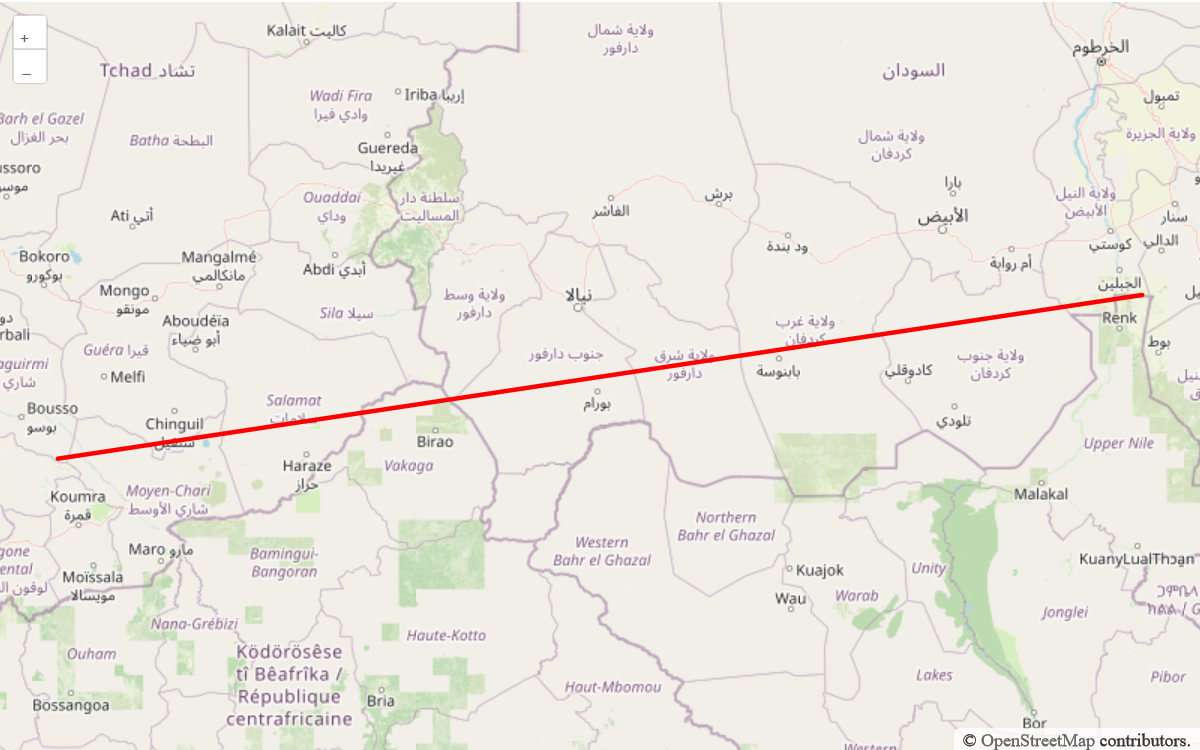 +
–
Kalait كاليت
ولاية شمال
دارفور
الخرطوم
Tchad تشاد
السودان
Wadi Fira
وادي فيرا
Iriba إريبا
تمبول
Barh el Gazel
بحر الغزال
Batha البطحة
ولاية الجزيرة
ولاية شمال
كردفان
Guereda
غيريدا
Ouaddaï
وداي
سلطنة دار
المساليت
برش
بارا
ولاية النيل
الأبيض
الفاشر
الأبيض
سنار
Ati أتي
كوستي
الدالي
ود بندة
Bokoro
بوكورو
Mangalmé
مانكالمي
Abdi أبدي
أم روابة
Mongo
مونقو
ولاية وسط
دارفور
نيالا
الجبلين
Sila سيلا
Aboudéïa
أبو ضياء
ولاية غرب
كردفان
Renk
بوط
Guéra قيرا
جنوب دارفور
ولاية شرق
دارفور
ولاية جنوب
كردفان
شاري
Melfi
بابنوسة
كادوقلي
Salamat
بورام
Bousso
بوسو
Chinguil
تلودي
Birao
Upper Nile
Haraze
حراز
Vakaga
Koumra
قمرة
Moyen-Chari
شاري الأوسط
Malakal
Northern
Bahr el Ghazal
Western
Bahr el Ghazal
Maro مارو
Bamingui-
Bangoran
KuanyLualThɔan
Moïssala
مويسالا
Kuajok
Unity
Wau
Warab
Jonglei
Nana-Grébizi
Haute-Kotto
Ouham
Ködörösêse
tî Bêafrîka /
République
centrafricaine
Lakes
Pibor
Haut-Mbomou
Bossangoa
Bria
Bor
Western
© OpenStreetMap contributors.